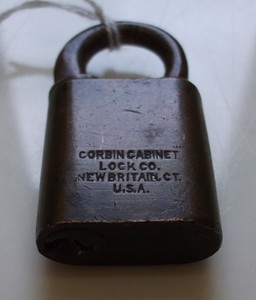 CORBIN CABINET
LOCK CO.
NEW BRITAIN. CT.
U.S.A.